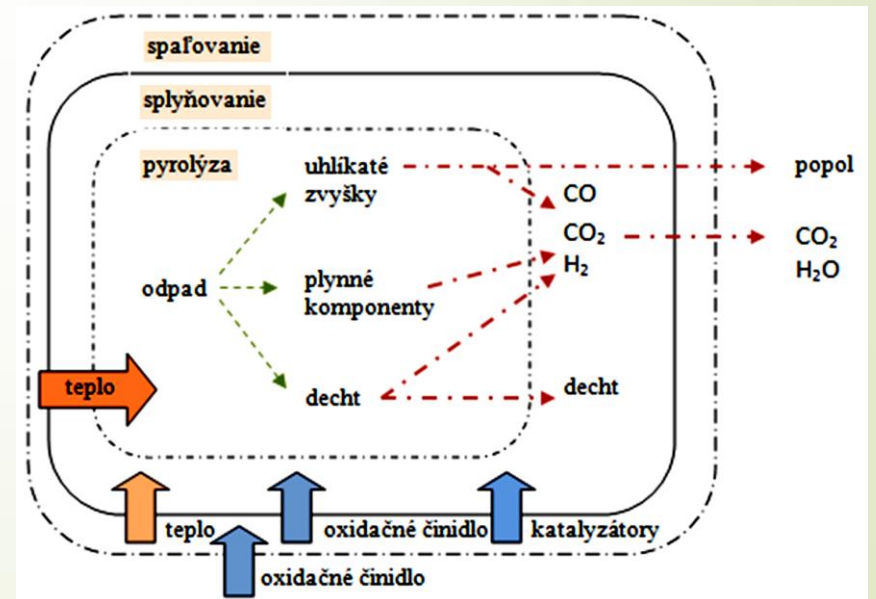 spaľovanie
splyňovanie
pyrolýza
uhlíkaté
zvyšky
popol
CO
CO₂
H₂
CO₂
H₂O
odpad
plynné
komponenty
teplo
decht
decht
teplo
oxidačné činidlo
katalyzátory
oxidačné činidlo